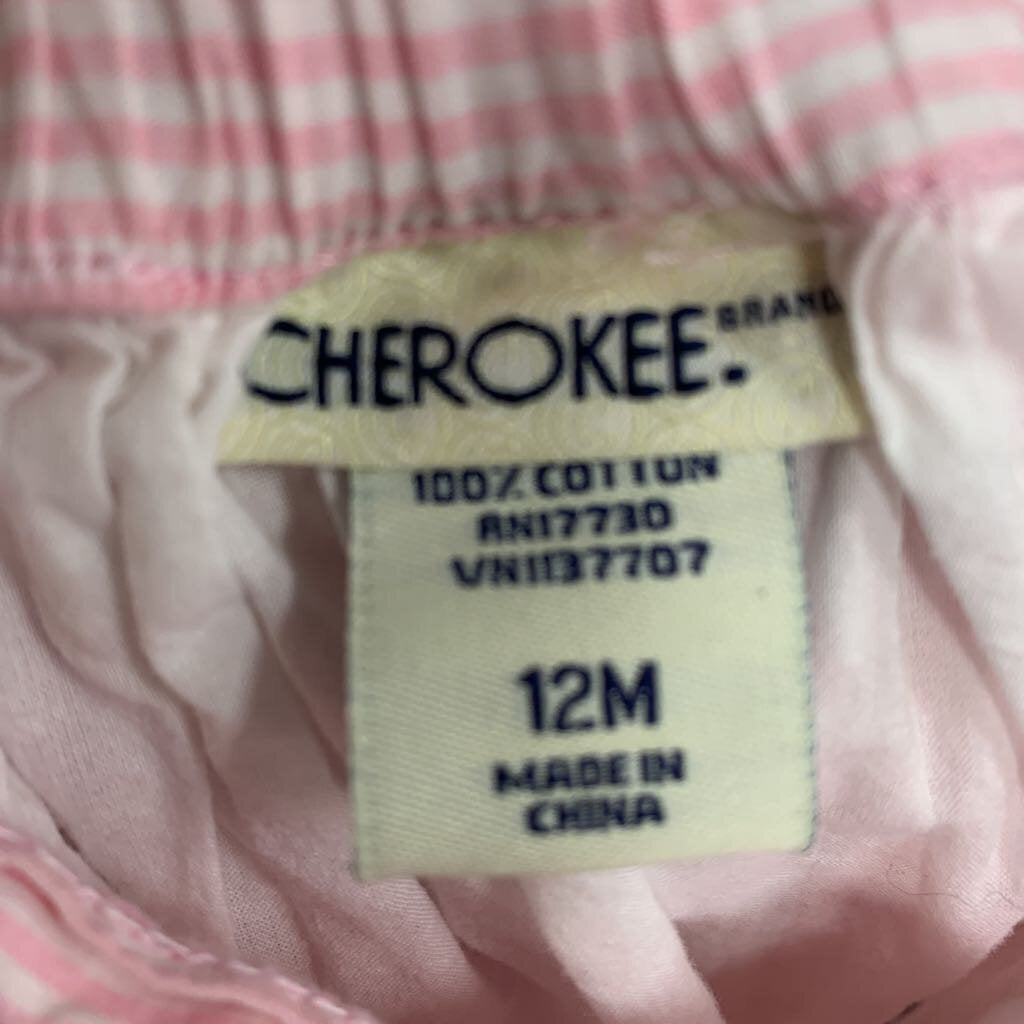 CHEROKEE. BRAND
100% COTTON
RN17730
VN1137707
12M
MADE IN
CHINA